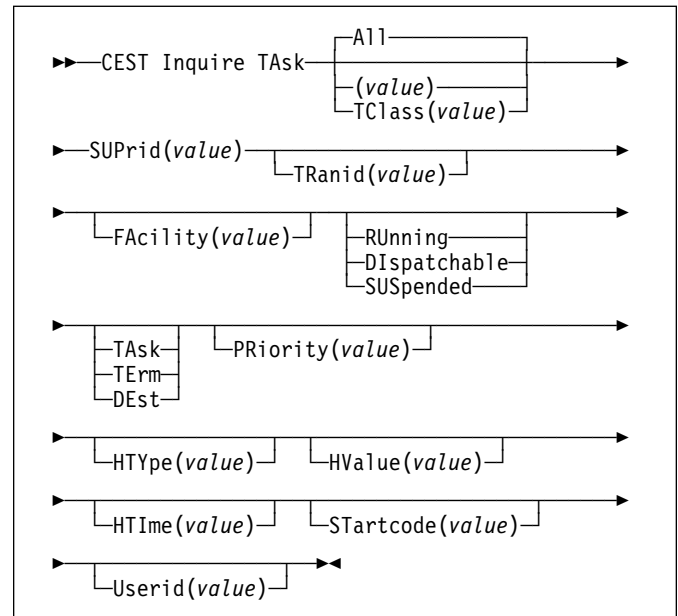 All
CEST Inquire TAsk
(value)
TClass(value)
SUPrid(value)
TRanid(value)
FAcility(value) RUnning
DIspatchable
SUSpended
TAsk PRiority(value)
TErm
DEst
HTYpe(value) HValue(value)
HTIme(value) STartcode(value)
Userid(value)